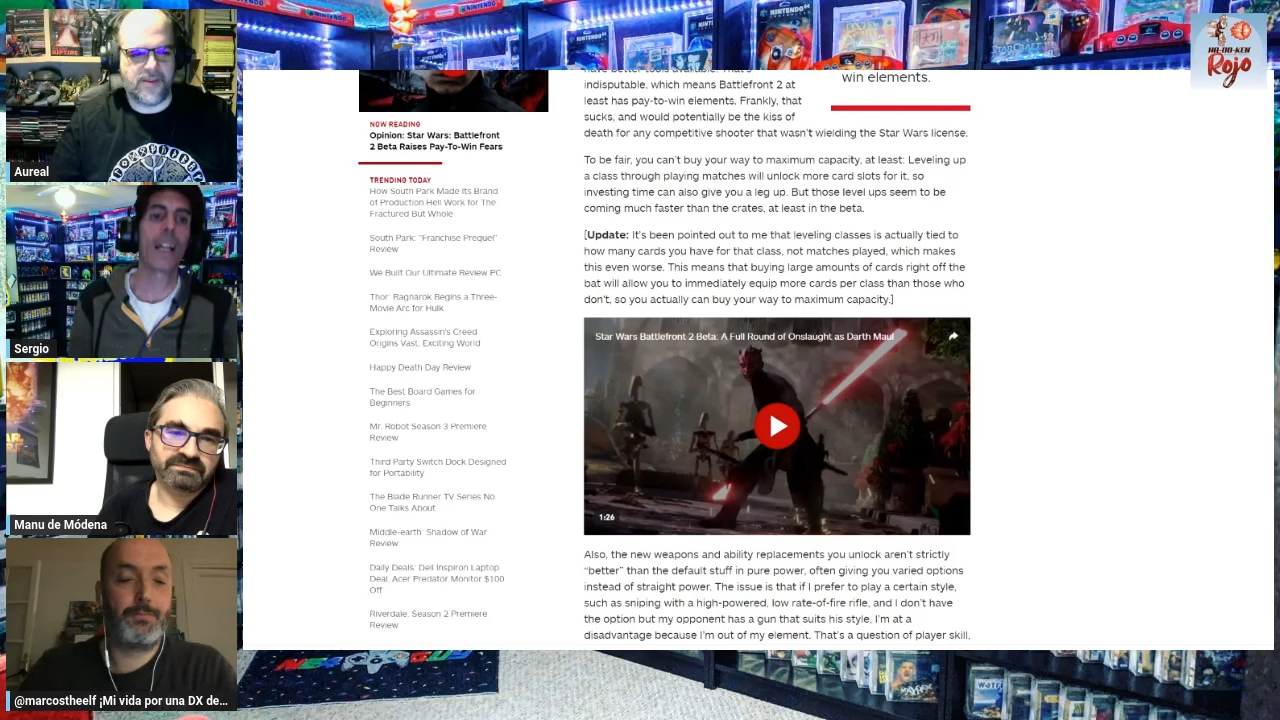 Aureal
Sergio
Manu de Módena
@marcostheelf ¡Mi vida por una DX de...
HA-DO-KEN
Rojo
NOW READING
Opinion: Star Wars: Battlefront
2 Beta Raises Pay-To-Win Fears
TRENDING TODAY
How South Park Made Its Brand
of Production Hell Work for The
Fractured But Whole
South Park: "Franchise Prequel"
Review
We Built Our Ultimate Review PC
Thor: Ragnarok Begins a Three-
Movie Arc for Hulk
Exploring Assassin's Creed
Origins Vast, Exciting World
Happy Death Day Review
The Best Board Games for
Beginners
Mr. Robot Season 3 Premiere
Review
Third Party Switch Dock Designed
for Portability
The Blade Runner TV Series No
One Talks About
Middle-earth: Shadow of War
Review
Daily Deals: Dell Inspiron Laptop
Deal, Acer Predator Monitor $100
Off
Riverdale: Season 2 Premiere
Review
have better tools available. That's
indisputable, which means Battlefront 2 at
least has pay-to-win elements. Frankly, that
sucks, and would potentially be the kiss of
death for any competitive shooter that wasn't wielding the Star Wars license.
win elements.
To be fair, you can't buy your way to maximum capacity, at least: Leveling up
a class through playing matches will unlock more card slots for it, so
investing time can also give you a leg up. But those level ups seem to be
coming much faster than the crates, at least in the beta.
[Update: It's been pointed out to me that leveling classes is actually tied to
how many cards you have for that class, not matches played, which makes
this even worse. This means that buying large amounts of cards right off the
bat will allow you to immediately equip more cards per class than those who
don't, so you actually can buy your way to maximum capacity.]
Star Wars Battlefront 2 Beta: A Full Round of Onslaught as Darth Maul
1:26
Also, the new weapons and ability replacements you unlock aren't strictly
"better" than the default stuff in pure power, often giving you varied options
instead of straight power. The issue is that if I prefer to play a certain style,
such as sniping with a high-powered, low rate-of-fire rifle, and I don't have
the option but my opponent has a gun that suits his style, I'm at a
disadvantage because I'm out of my element. That's a question of player skill,